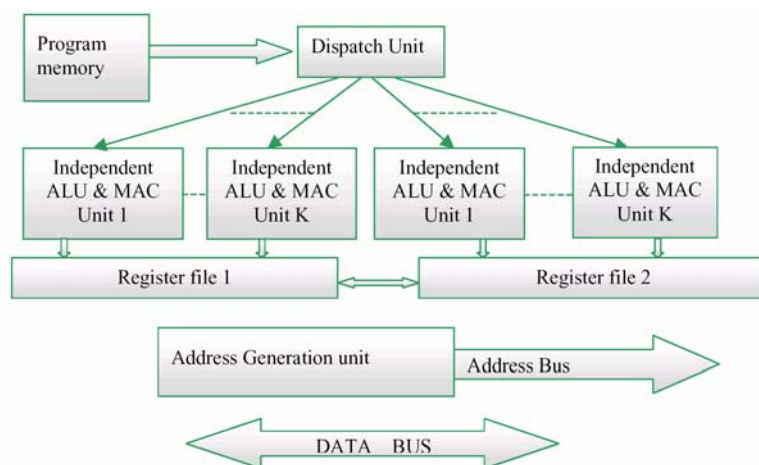 Program
memory
Dispatch Unit
Independent
ALU & MAC
Unit 1
Independent
ALU & MAC
Unit K
Independent
ALU & MAC
Unit 1
Independent
ALU & MAC
Unit K
Register file 1
Register file 2
Address Generation unit
Address Bus
DATA BUS